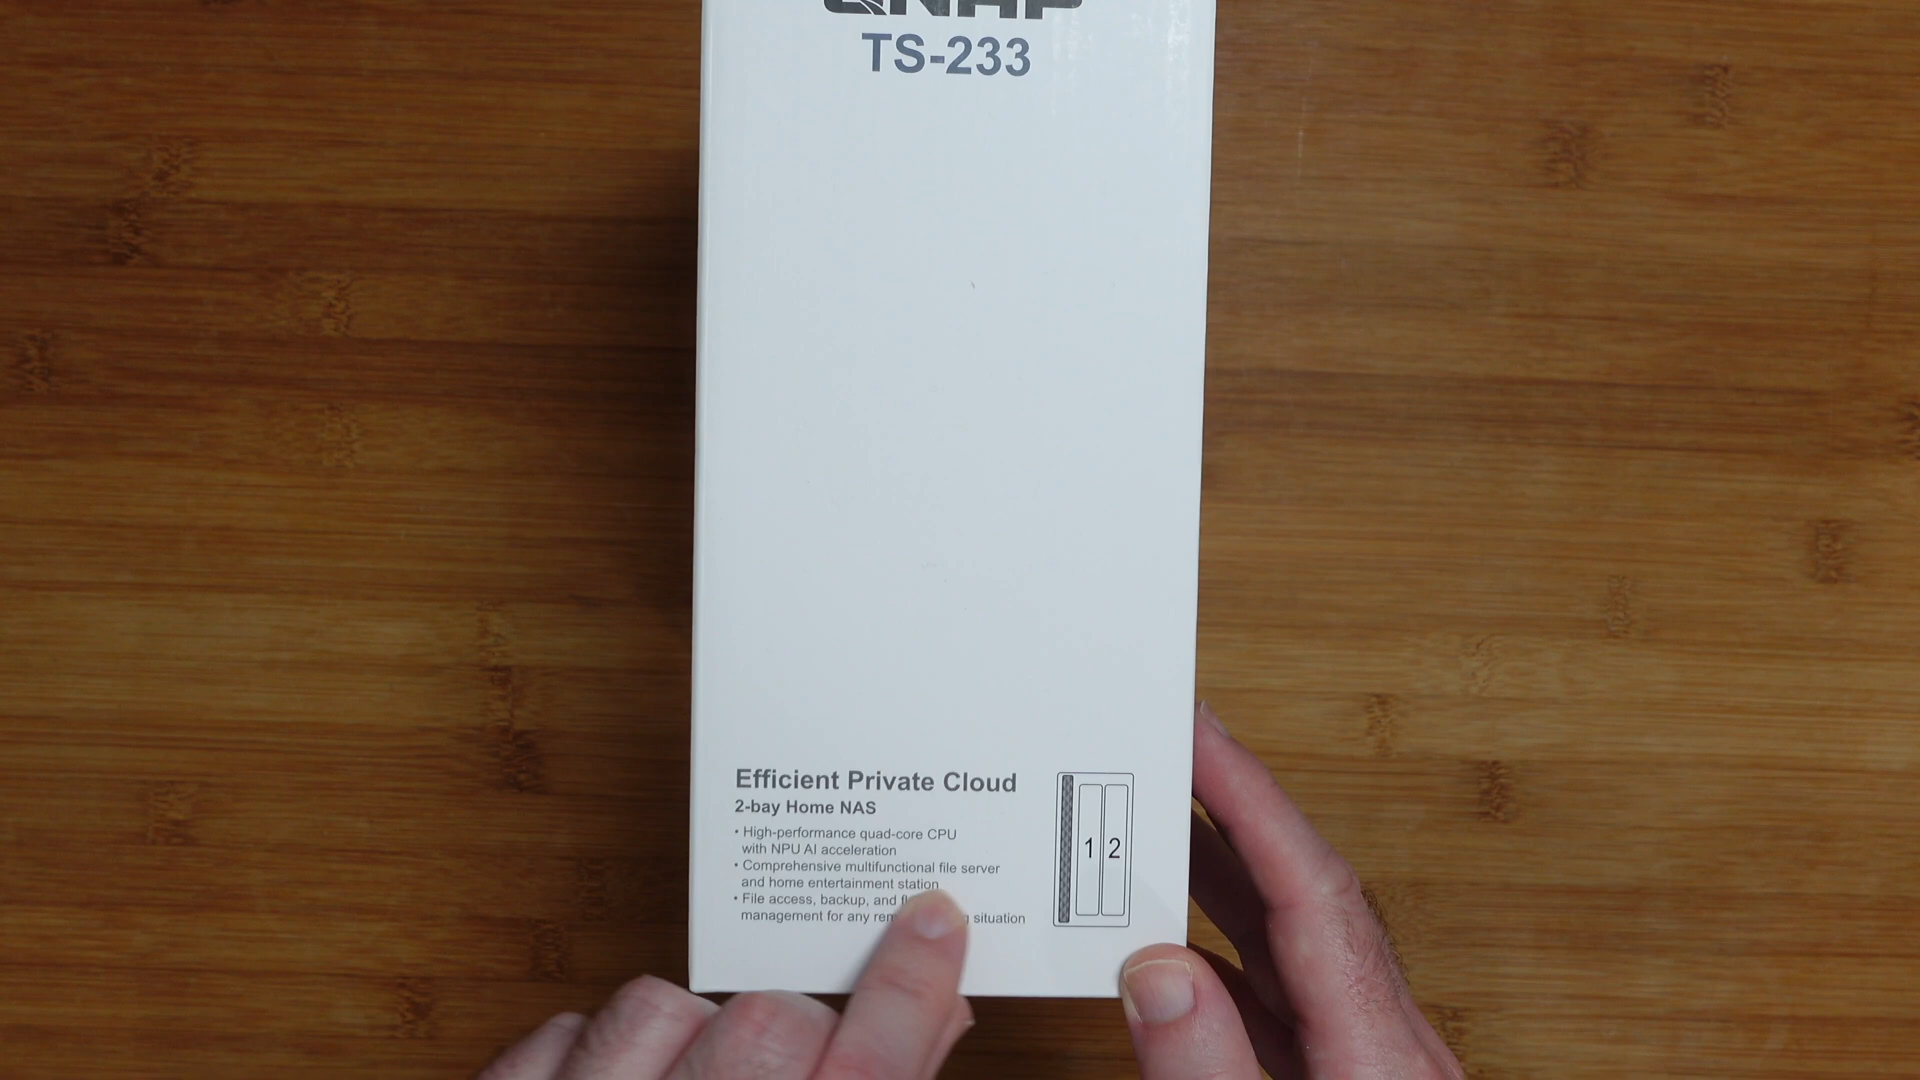 QNAP
TS-233
Efficient Private Cloud
2-bay Home NAS
• High-performance quad-core CPU
with NPU AI acceleration
• Comprehensive multifunctional file server
and home entertainment station
• File access, backup, and
management for any situation
1 2